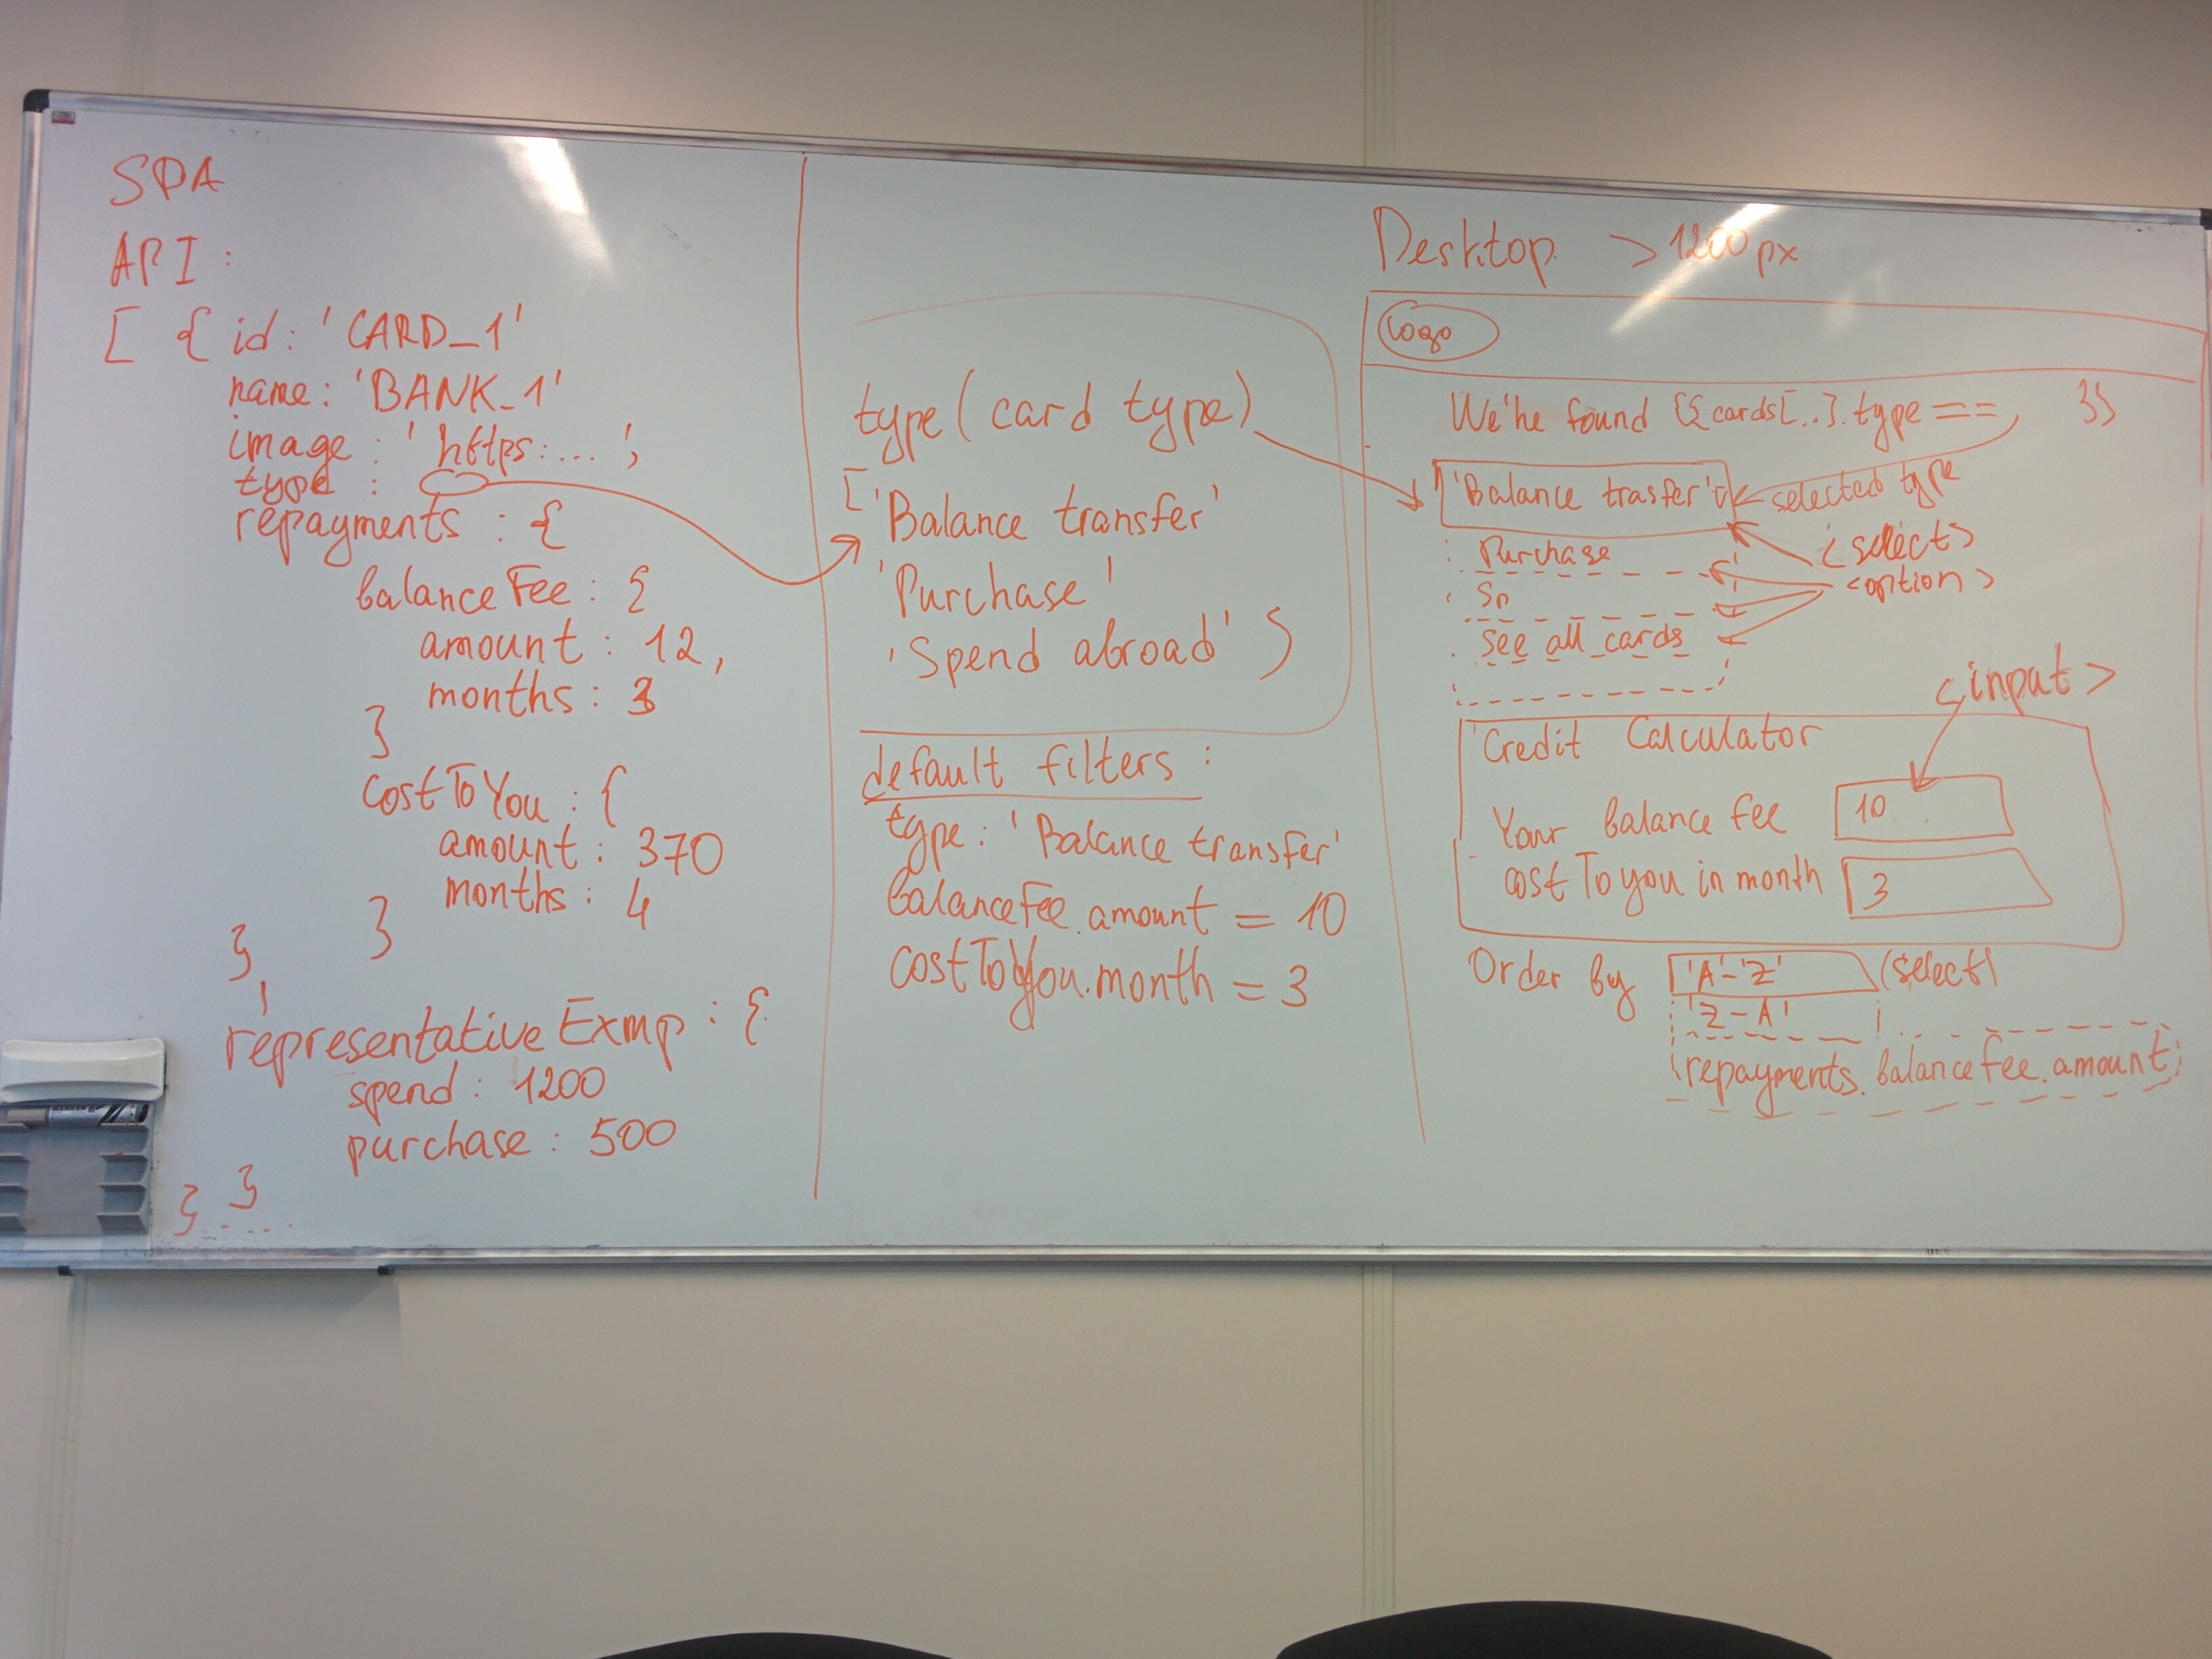 SPA
API :
[ { id: 'CARD_1'
name: 'BANK_1'
image : 'https:...',
type :
repayments : {
balanceFee : {
amount : 12,
months : 3
}
costToYou : {
amount : 370
months : 4
}
}
,
representativeExmp : {
spend : 1200
purchase : 500
}
} .....
type (card type)
[ 'Balance transfer'
'Purchase'
'Spend abroad' ]
default filters :
type : 'Balance transfer'
balanceFee.amount = 10
costToYou.month = 3
Desktop > 1200px
Logo
We've found {{ cards[..].type == }}
'Balance trasfer' selected type
<select>
Purchase
<option>
Sp
see all cards
<input>
Credit Calculator
Your balance fee 10
costToyou in month 3
Order by 'A'-'Z' (select)
'Z-A'
repayments.balanceFee.amount